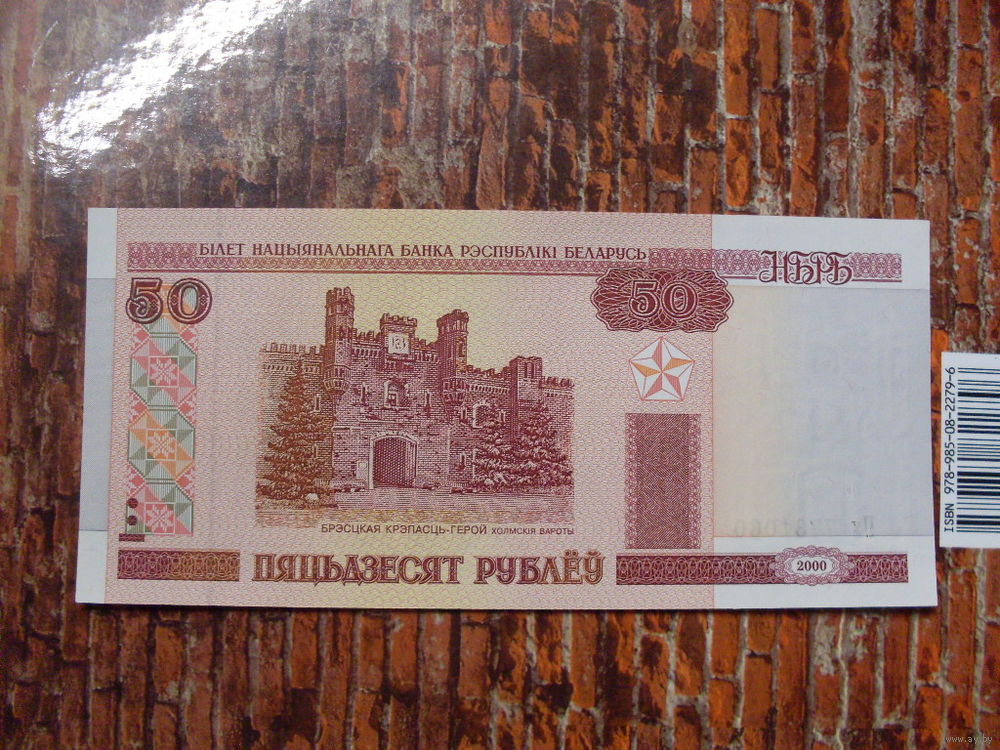 БІЛЕТ НАЦЫЯНАЛЬНАГА БАНКА РЭСПУБЛІКІ БЕЛАРУСЬ
НБРБ
50
50
БРЭСЦКАЯ КРЭПАСЦЬ-ГЕРОЙ ХОЛМСКІЯ ВАРОТЫ
ПЯЦЬДЗЕСЯТ РУБЛЁЎ
2000
ISBN 978-985-08-2279-6
www.ay.by